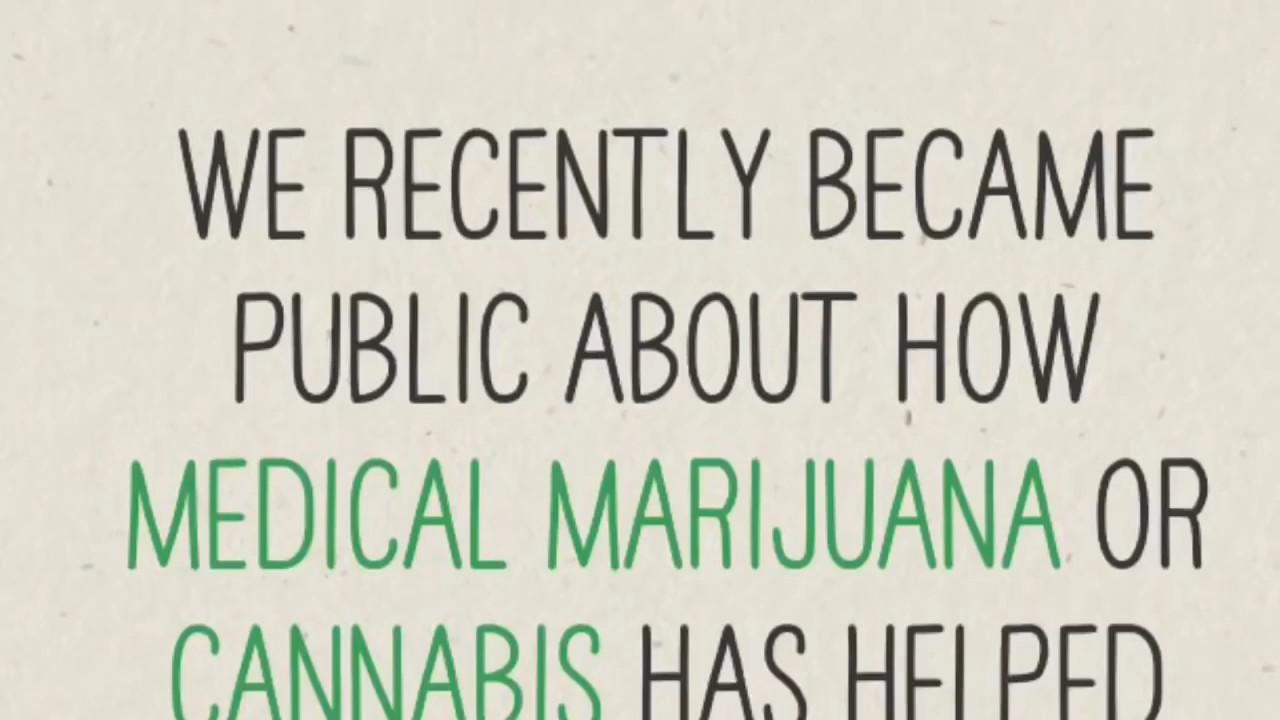 WE RECENTLY BECAME
PUBLIC ABOUT HOW
MEDICAL MARIJUANA OR
CANNABIS HAS HELPED